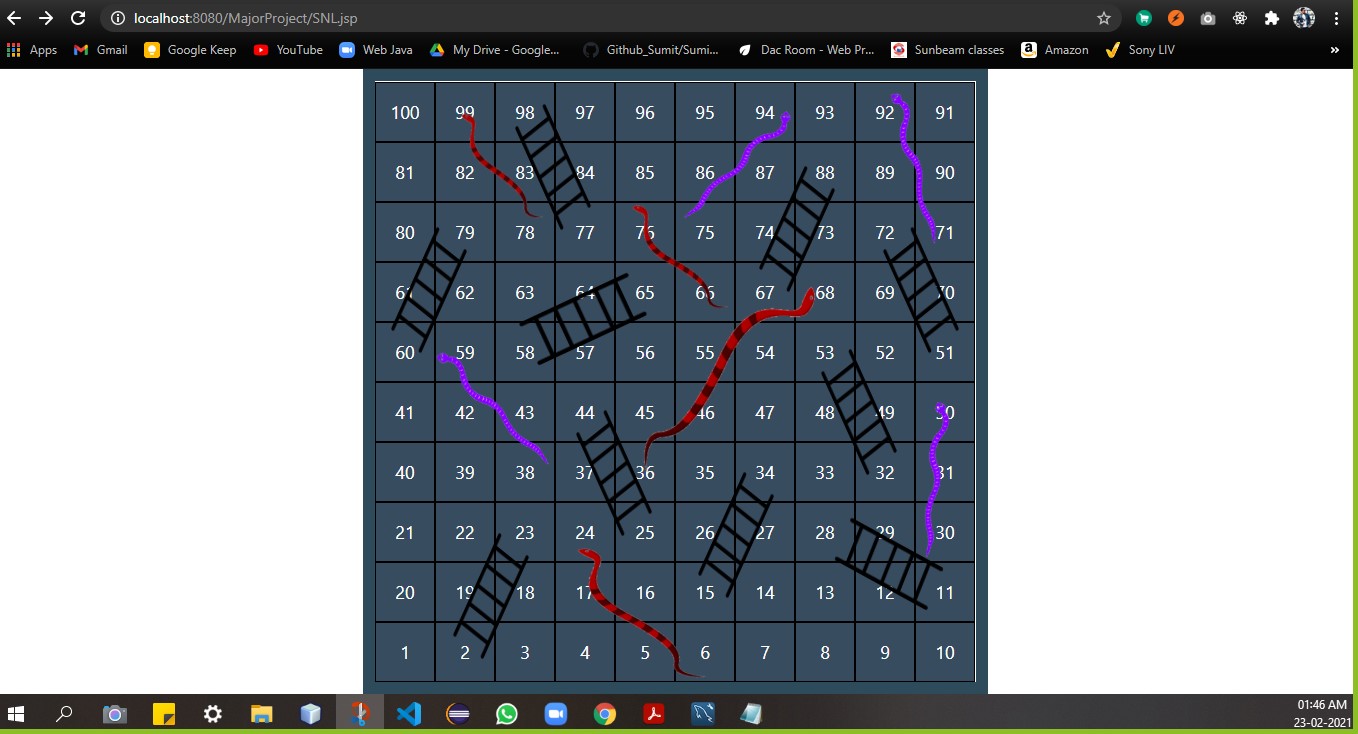 localhost:8080/MajorProject/SNL.jsp
Apps Gmail Google Keep YouTube Web Java My Drive - Google... Github_Sumit/Sumi... Dac Room - Web Pr... Sunbeam classes Amazon Sony LIV »
100 99 98 97 96 95 94 93 92 91
81 82 83 84 85 86 87 88 89 90
80 79 78 77 76 75 74 73 72 71
61 62 63 64 65 66 67 68 69 70
60 59 58 57 56 55 54 53 52 51
41 42 43 44 45 46 47 48 49 50
40 39 38 37 36 35 34 33 32 31
21 22 23 24 25 26 27 28 29 30
20 19 18 17 16 15 14 13 12 11
1 2 3 4 5 6 7 8 9 10
01:46 AM
23-02-2021